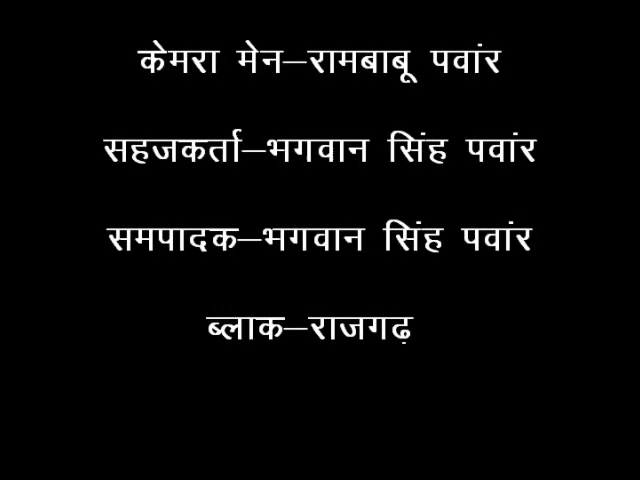 केमरा मेन–रामबाबू पवांर
सहजकर्ता–भगवान सिंह पवांर
समपादक–भगवान सिंह पवांर
ब्लाक–राजगढ़